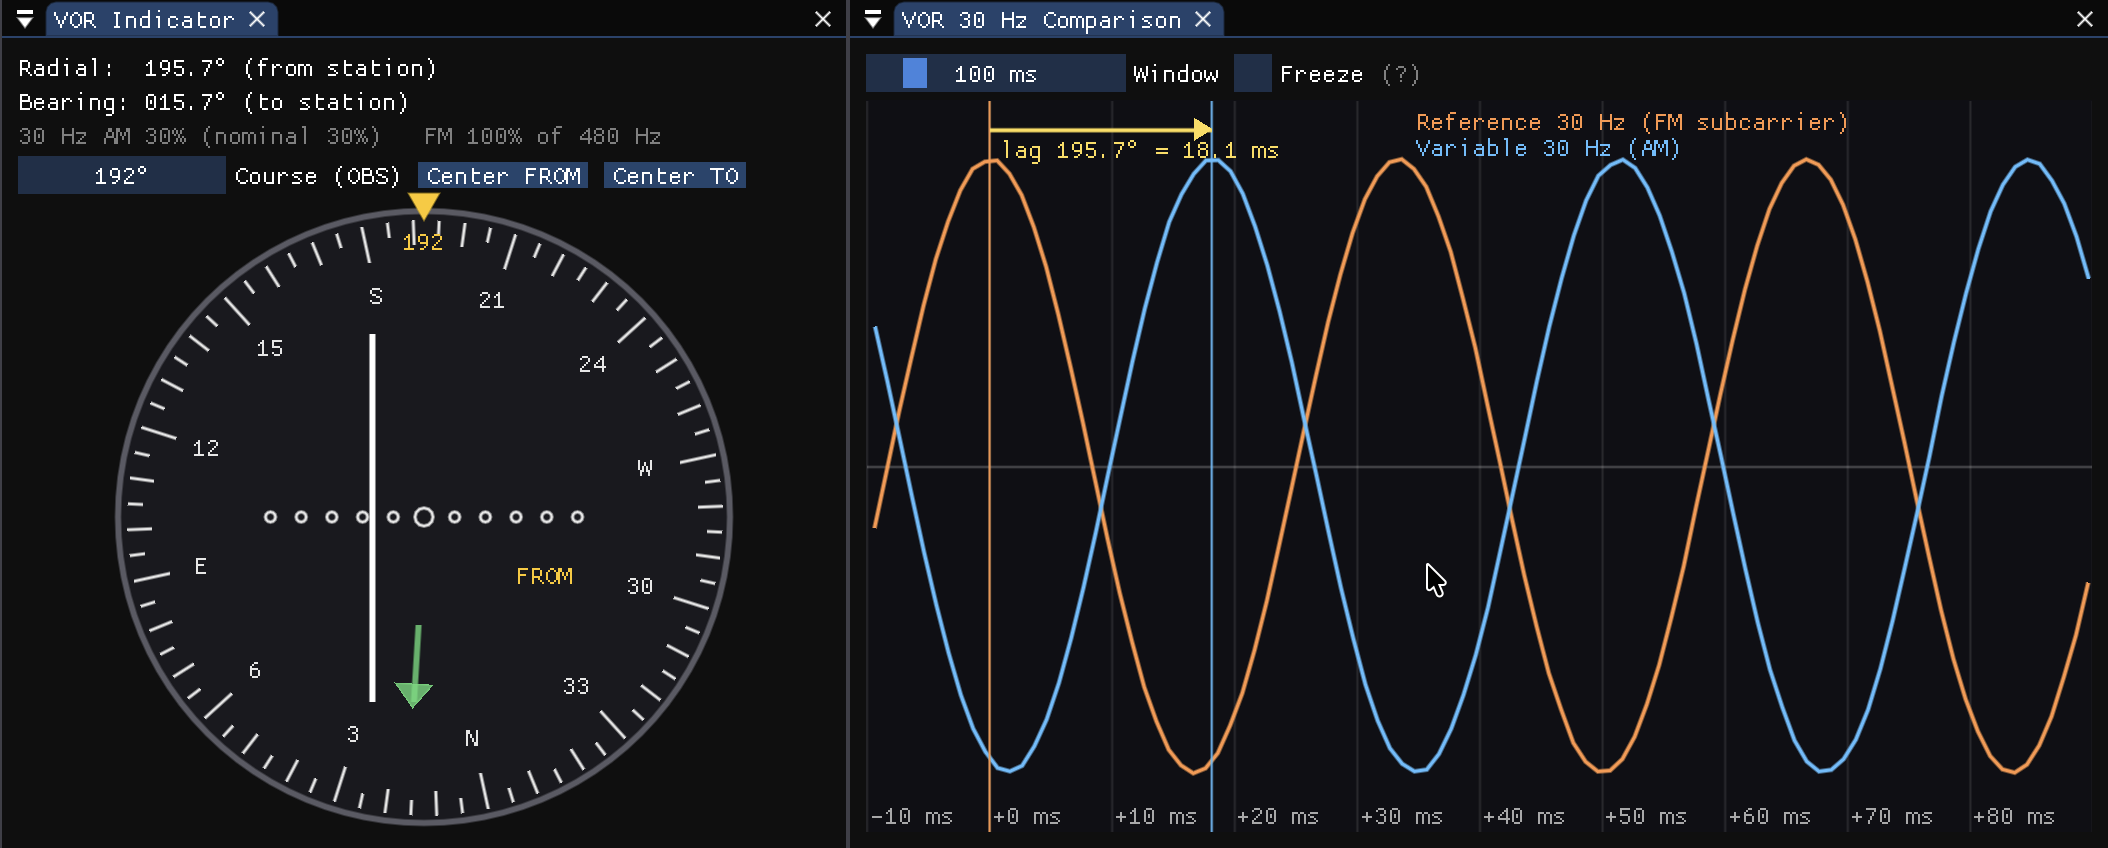 VOR Indicator
Radial:  195.7° (from station)
Bearing: 015.7° (to station)
30 Hz AM 30% (nominal 30%)   FM 100% of 480 Hz
192° Course (OBS) Center FROM Center TO
192
S
21
15
24
12
W
E
FROM
30
6
33
3
N
VOR 30 Hz Comparison
100 ms Window Freeze (?)
Reference 30 Hz (FM subcarrier)
Variable 30 Hz (AM)
lag 195.7° = 18.1 ms
-10 ms +0 ms +10 ms +20 ms +30 ms +40 ms +50 ms +60 ms +70 ms +80 ms